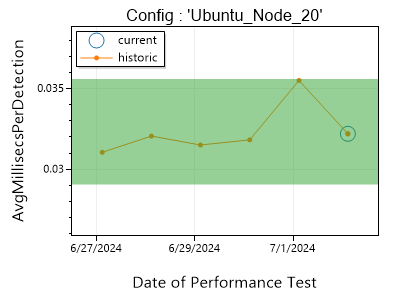 Config : 'Ubuntu_Node_20'
current
historic
AvgMillisecsPerDetection
0.035
0.03
6/27/2024
6/29/2024
7/1/2024
Date of Performance Test